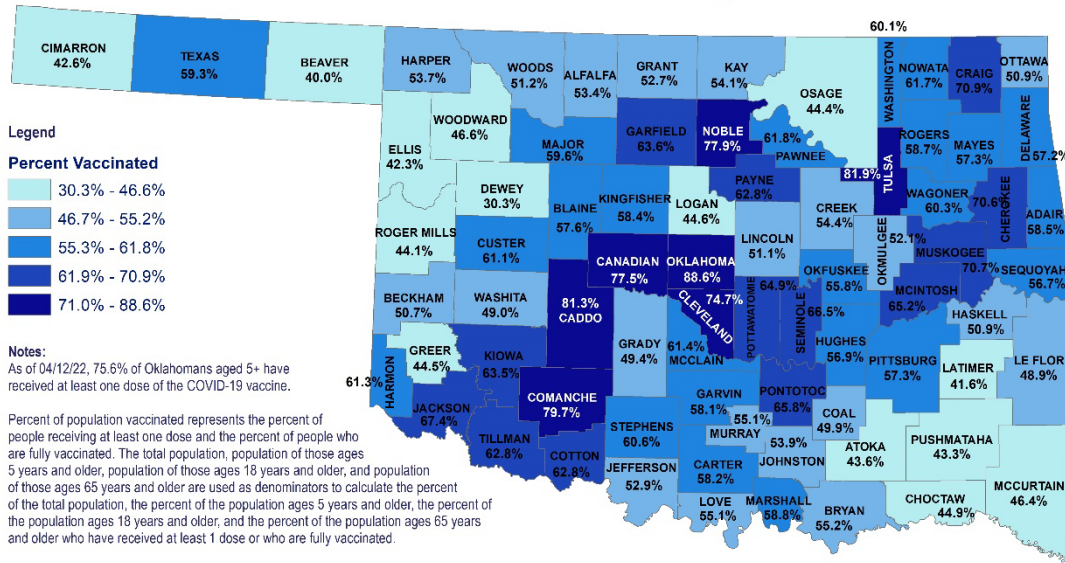 60.1%
CIMARRON
42.6%
TEXAS
59.3%
BEAVER
40.0%
HARPER
53.7%
WOODS
51.2%
ALFALFA
53.4%
GRANT
52.7%
KAY
54.1%
OSAGE
44.4%
WASHINGTON
NOWATA
61.7%
CRAIG
70.9%
OTTAWA
50.9%
WOODWARD
46.6%
ELLIS
42.3%
MAJOR
59.6%
GARFIELD
63.6%
NOBLE
77.9%
61.8%
PAWNEE
ROGERS
58.7%
MAYES
57.3%
DELAWARE
57.2%
Legend
Percent Vaccinated
30.3% - 46.6%
46.7% - 55.2%
55.3% - 61.8%
61.9% - 70.9%
71.0% - 88.6%
DEWEY
30.3%
BLAINE
57.6%
KINGFISHER
58.4%
LOGAN
44.6%
PAYNE
62.8%
81.9%
TULSA
CREEK
54.4%
WAGONER
60.3%
70.6%
CHEROKEE
ADAIR
58.5%
ROGER MILLS
44.1%
CUSTER
61.1%
CANADIAN
77.5%
OKLAHOMA
88.6%
LINCOLN
51.1%
52.1%
OKMULGEE
MUSKOGEE
70.7%
SEQUOYAH
56.7%
BECKHAM
50.7%
WASHITA
49.0%
81.3%
CADDO
74.7%
CLEVELAND
64.9%
POTTAWATOMIE
66.5%
SEMINOLE
OKFUSKEE
55.8%
MCINTOSH
65.2%
HASKELL
50.9%
GREER
44.5%
KIOWA
63.5%
GRADY
49.4%
61.4%
MCCLAIN
HUGHES
56.9%
PITTSBURG
57.3%
LATIMER
41.6%
LE FLOR
48.9%
61.3%
HARMON
JACKSON
67.4%
COMANCHE
79.7%
GARVIN
58.1%
PONTOTOC
65.8%
COAL
49.9%
TILLMAN
62.8%
COTTON
62.8%
STEPHENS
60.6%
55.1%
MURRAY
53.9%
JOHNSTON
ATOKA
43.6%
PUSHMATAHA
43.3%
MCCURTAIN
46.4%
JEFFERSON
52.9%
CARTER
58.2%
LOVE
55.1%
MARSHALL
58.8%
BRYAN
55.2%
CHOCTAW
44.9%
Notes:
As of 04/12/22, 75.6% of Oklahomans aged 5+ have
received at least one dose of the COVID-19 vaccine.
Percent of population vaccinated represents the percent of
people receiving at least one dose and the percent of people who
are fully vaccinated. The total population, population of those ages
5 years and older, population of those ages 18 years and older, and population
of those ages 65 years and older are used as denominators to calculate the percent
of the total population, the percent of the population ages 5 years and older, the percent of
the population ages 18 years and older, and the percent of the population ages 65 years
and older who have received at least 1 dose or who are fully vaccinated.